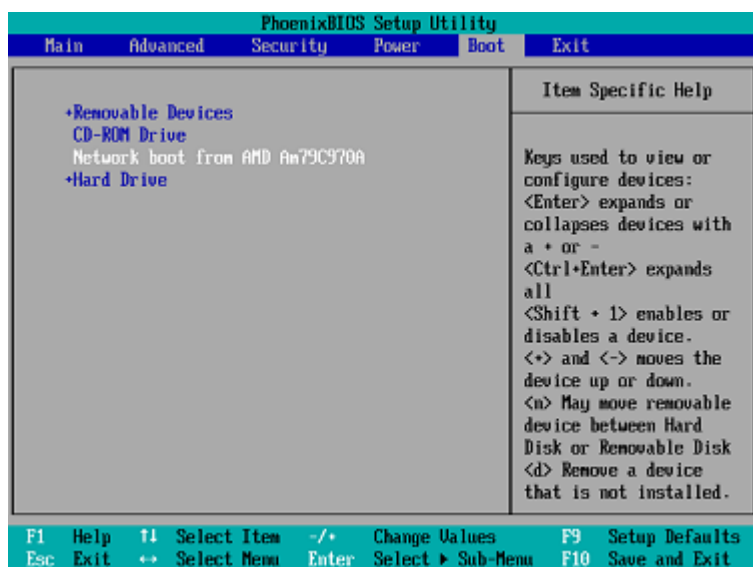 PhoenixBIOS Setup Utility
Main Advanced Security Power Boot Exit
+Removable Devices
CD-ROM Drive
Network boot from AMD Am79C970A
+Hard Drive
Item Specific Help
Keys used to view or
configure devices:
<Enter> expands or
collapses devices with
a + or -
<Ctrl+Enter> expands
all
<Shift + 1> enables or
disables a device.
<+> and <-> moves the
device up or down.
<n> May move removable
device between Hard
Disk or Removable Disk
<d> Remove a device
that is not installed.
F1 Help ↑↓ Select Item -/+ Change Values F9 Setup Defaults
Esc Exit ↔ Select Menu Enter Select ▶ Sub-Menu F10 Save and Exit